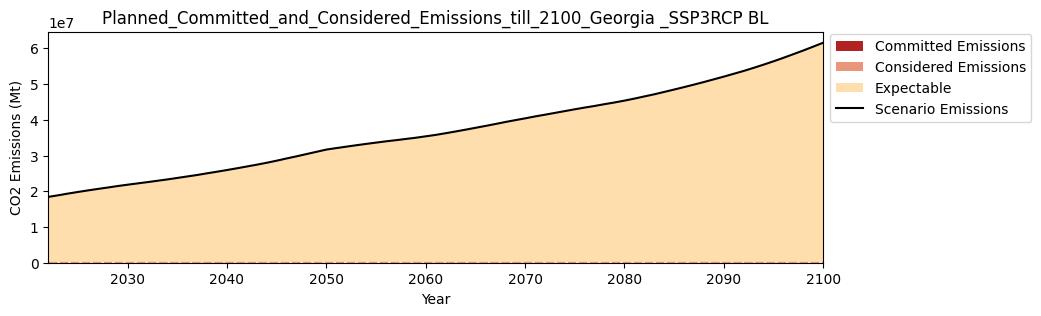 Planned_Committed_and_Considered_Emissions_till_2100_Georgia _SSP3RCP BL
1e7
6
5
4
3
2
1
0
CO2 Emissions (Mt)
2030 2040 2050 2060 2070 2080 2090 2100
Year
Committed Emissions
Considered Emissions
Expectable
Scenario Emissions